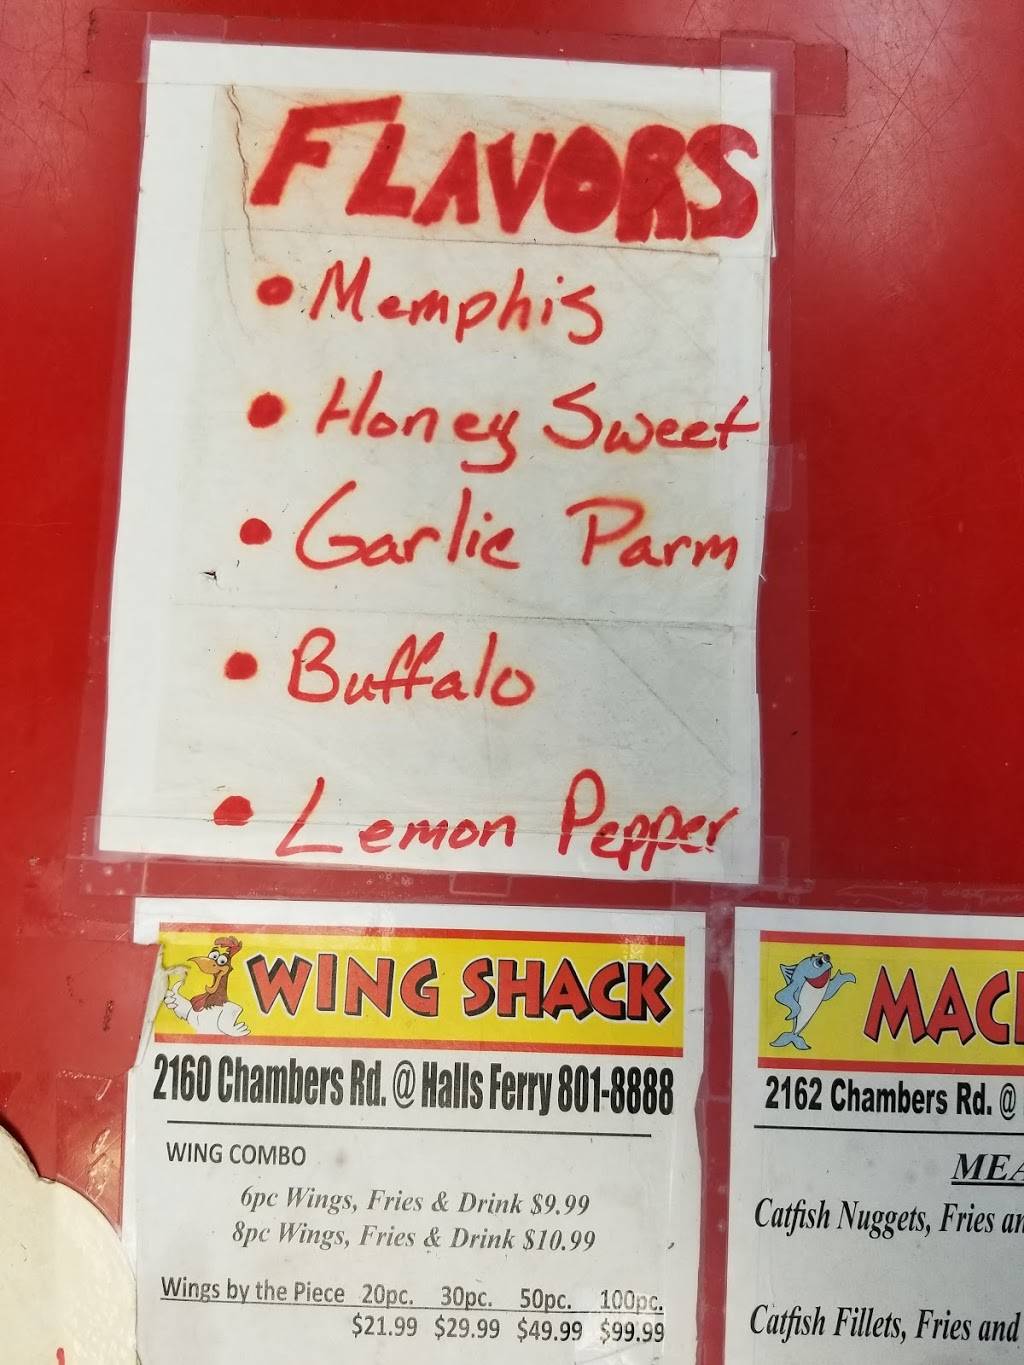 FLAVORS
• Memphis
• Honey Sweet
• Garlic Parm
• Buffalo
• Lemon Pepper
WING SHACK
2160 Chambers Rd. @ Halls Ferry 801-8888
WING COMBO
6pc Wings, Fries & Drink $9.99
8pc Wings, Fries & Drink $10.99
Wings by the Piece 20pc. 30pc. 50pc. 100pc.
$21.99 $29.99 $49.99 $99.99
2162 Chambers Rd. @
Catfish Nuggets, Fries
Catfish Fillets, Fries and